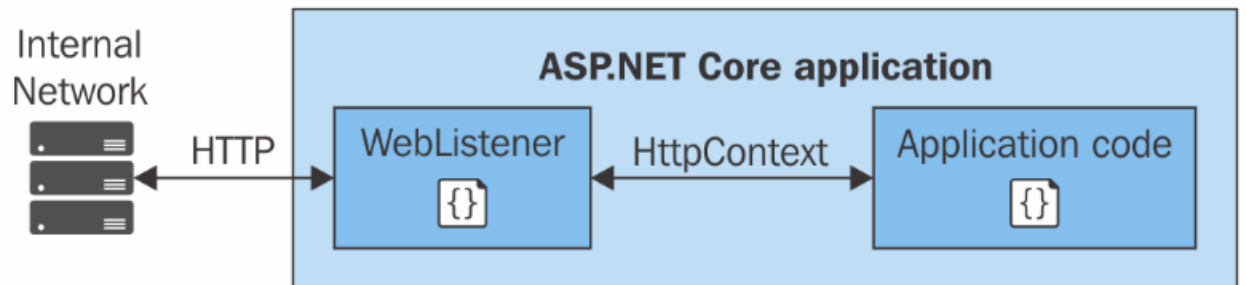 Internal
Network
ASP.NET Core application
HTTP
WebListener
{}
HttpContext
Application code
{}